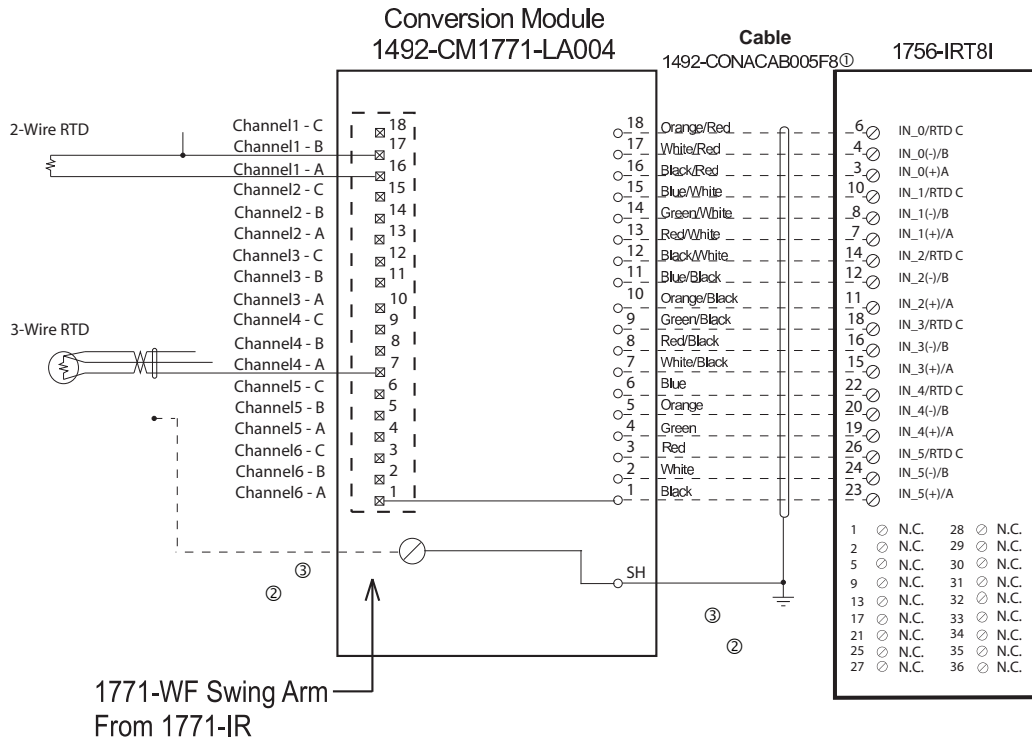 Conversion Module
1492-CM1771-LA004
Cable
1492-CONACAB005F8①
1756-IRT8I
2-Wire RTD
3-Wire RTD
Channel1 - C
Channel1 - B
Channel1 - A
Channel2 - C
Channel2 - B
Channel2 - A
Channel3 - C
Channel3 - B
Channel3 - A
Channel4 - C
Channel4 - B
Channel4 - A
Channel5 - C
Channel5 - B
Channel5 - A
Channel6 - C
Channel6 - B
Channel6 - A
18
17
16
15
14
13
12
11
10
9
8
7
6
5
4
3
2
1
18 Orange/Red 6 IN_0/RTD C
17 White/Red 4 IN_0(-)/B
16 Black/Red 3 IN_0(+)A
15 Blue/White 10 IN_1/RTD C
14 Green/White 8 IN_1(-)/B
13 Red/White 7 IN_1(+)/A
12 Black/White 14 IN_2/RTD C
11 Blue/Black 12 IN_2(-)/B
10 Orange/Black 11 IN_2(+)/A
9 Green/Black 18 IN_3/RTD C
8 Red/Black 16 IN_3(-)/B
7 White/Black 15 IN_3(+)/A
6 Blue 22 IN_4/RTD C
5 Orange 20 IN_4(-)/B
4 Green 19 IN_4(+)/A
3 Red 26 IN_5/RTD C
2 White 24 IN_5(-)/B
1 Black 23 IN_5(+)/A
1 N.C. 28 N.C.
2 N.C. 29 N.C.
5 N.C. 30 N.C.
9 N.C. 31 N.C.
13 N.C. 32 N.C.
17 N.C. 33 N.C.
21 N.C. 34 N.C.
25 N.C. 35 N.C.
27 N.C. 36 N.C.
SH
③
②
③
②
1771-WF Swing Arm
From 1771-IR